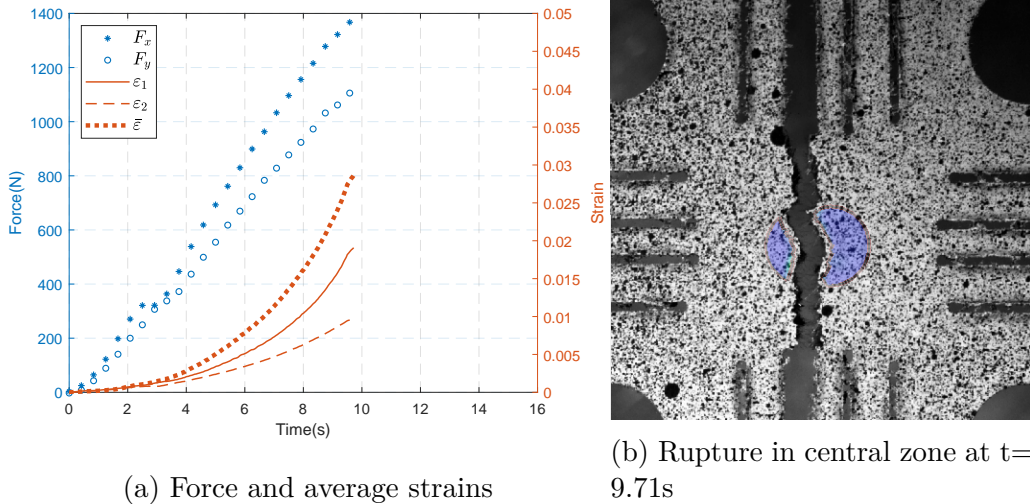 1400
1200
1000
800
600
400
200
0
Force(N)
F_x
F_y
ε_1
ε_2
ε̄
0.05
0.045
0.04
0.035
0.03
0.025
0.02
0.015
0.01
0.005
0
Strain
0 2 4 6 8 10 12 14 16
Time(s)
(a) Force and average strains
(b) Rupture in central zone at t=
9.71s